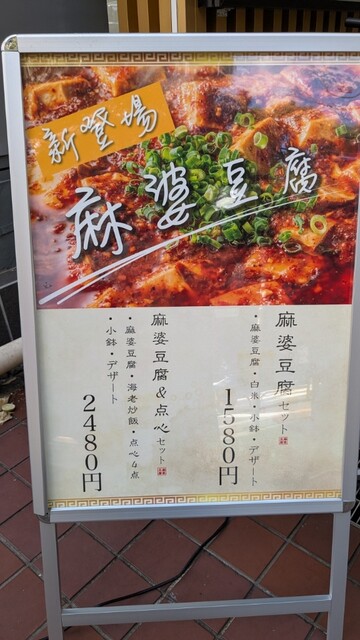 新登場
麻婆豆腐
麻婆豆腐セット
・麻婆豆腐・白米・小鉢・デザート
1580円
麻婆豆腐&点心セット
・麻婆豆腐・海老炒飯・点心4点
・小鉢・デザート
2480円